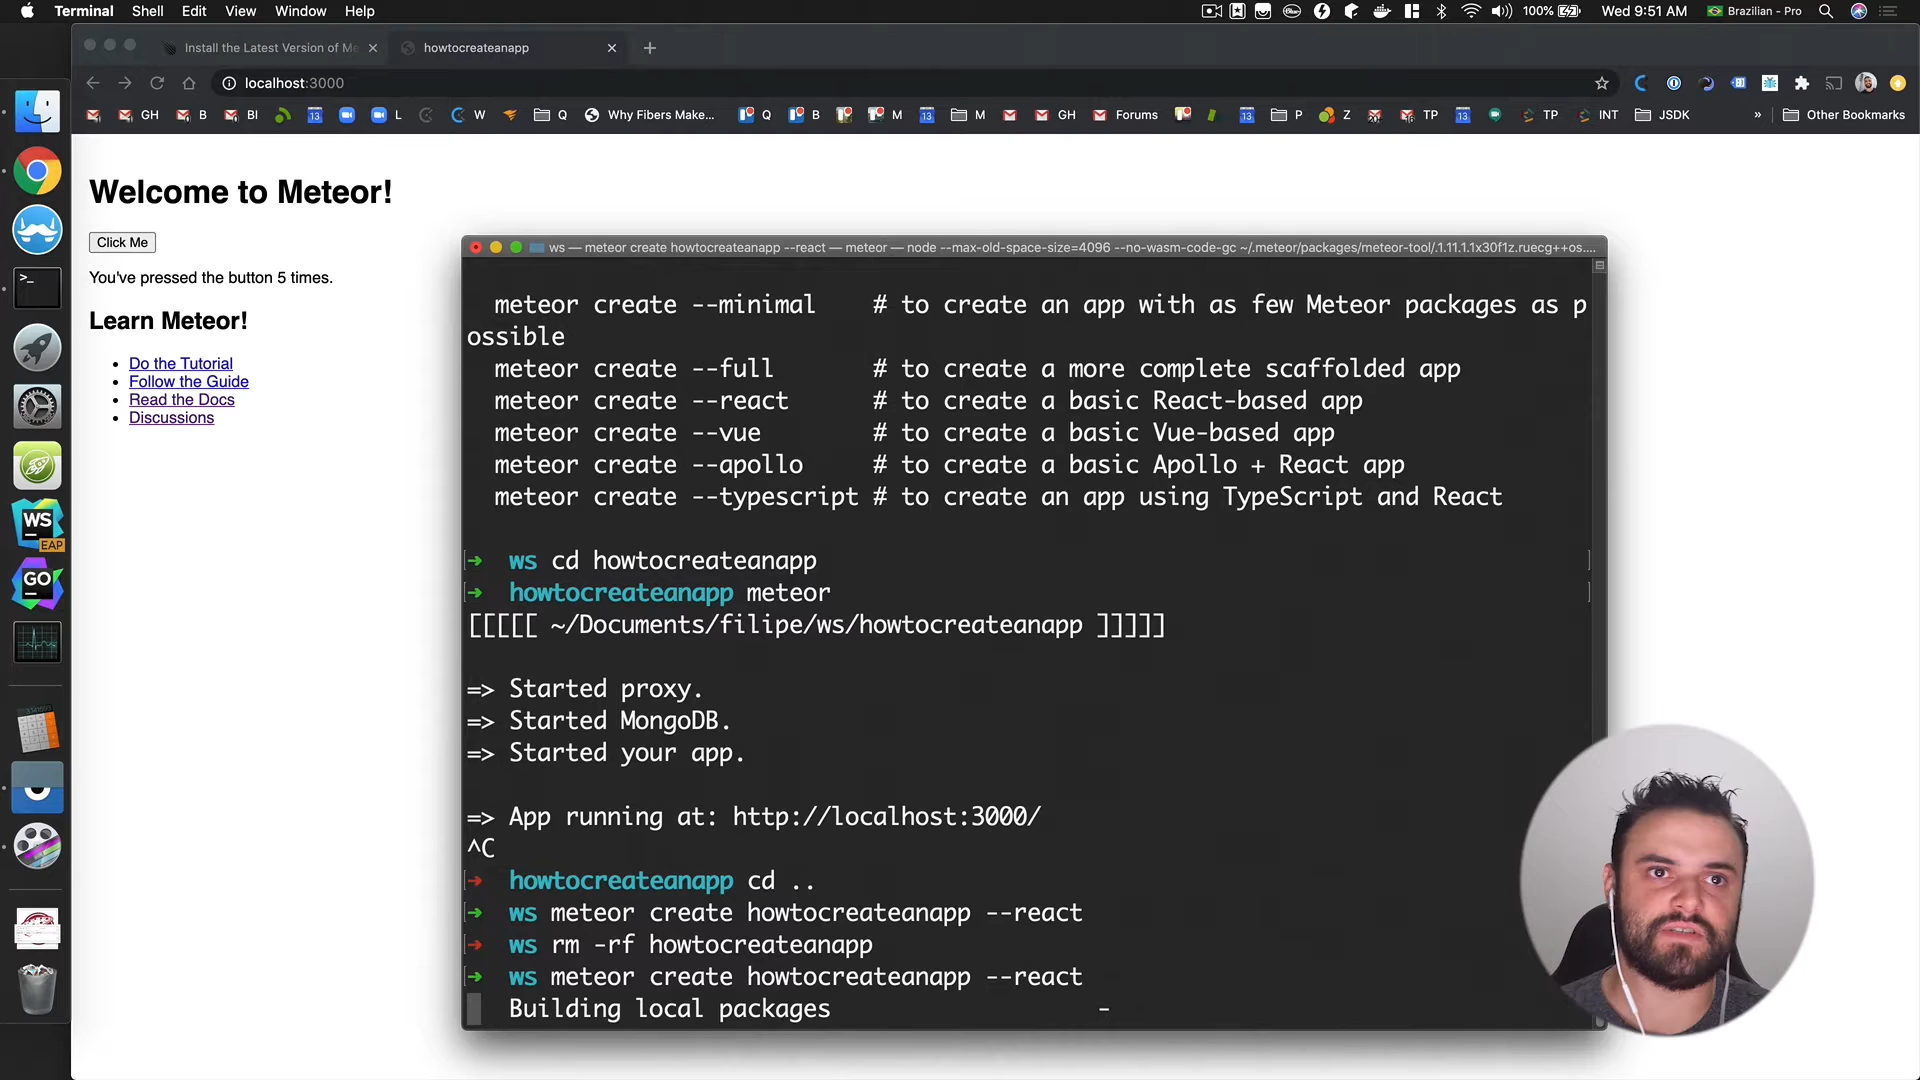 Terminal Shell Edit View Window Help
100% Wed 9:51 AM Brazilian - Pro
Install the Latest Version of Me
howtocreateanapp
localhost:3000
GH B BI 13 L W Q Why Fibers Make... Q B M 13 M GH Forums 13 P Z TP 13 TP INT JSDK » Other Bookmarks
Welcome to Meteor!
Click Me
You've pressed the button 5 times.
Learn Meteor!
Do the Tutorial
Follow the Guide
Read the Docs
Discussions
WS
EAP
GO
ws — meteor create howtocreateanapp --react — meteor — node --max-old-space-size=4096 --no-wasm-code-gc ~/.meteor/packages/meteor-tool/.1.11.1.1x30f1z.ruecg++os....
meteor create --minimal # to create an app with as few Meteor packages as p
ossible
meteor create --full # to create a more complete scaffolded app
meteor create --react # to create a basic React-based app
meteor create --vue # to create a basic Vue-based app
meteor create --apollo # to create a basic Apollo + React app
meteor create --typescript # to create an app using TypeScript and React
[➜ ws cd howtocreateanapp ]
[➜ howtocreateanapp meteor ]
[[[[[ ~/Documents/filipe/ws/howtocreateanapp ]]]]]
=> Started proxy.
=> Started MongoDB.
=> Started your app.
=> App running at: http://localhost:3000/
^C
[➜ howtocreateanapp cd ..
[➜ ws meteor create howtocreateanapp --react
[➜ ws rm -rf howtocreateanapp
[➜ ws meteor create howtocreateanapp --react
Building local packages -